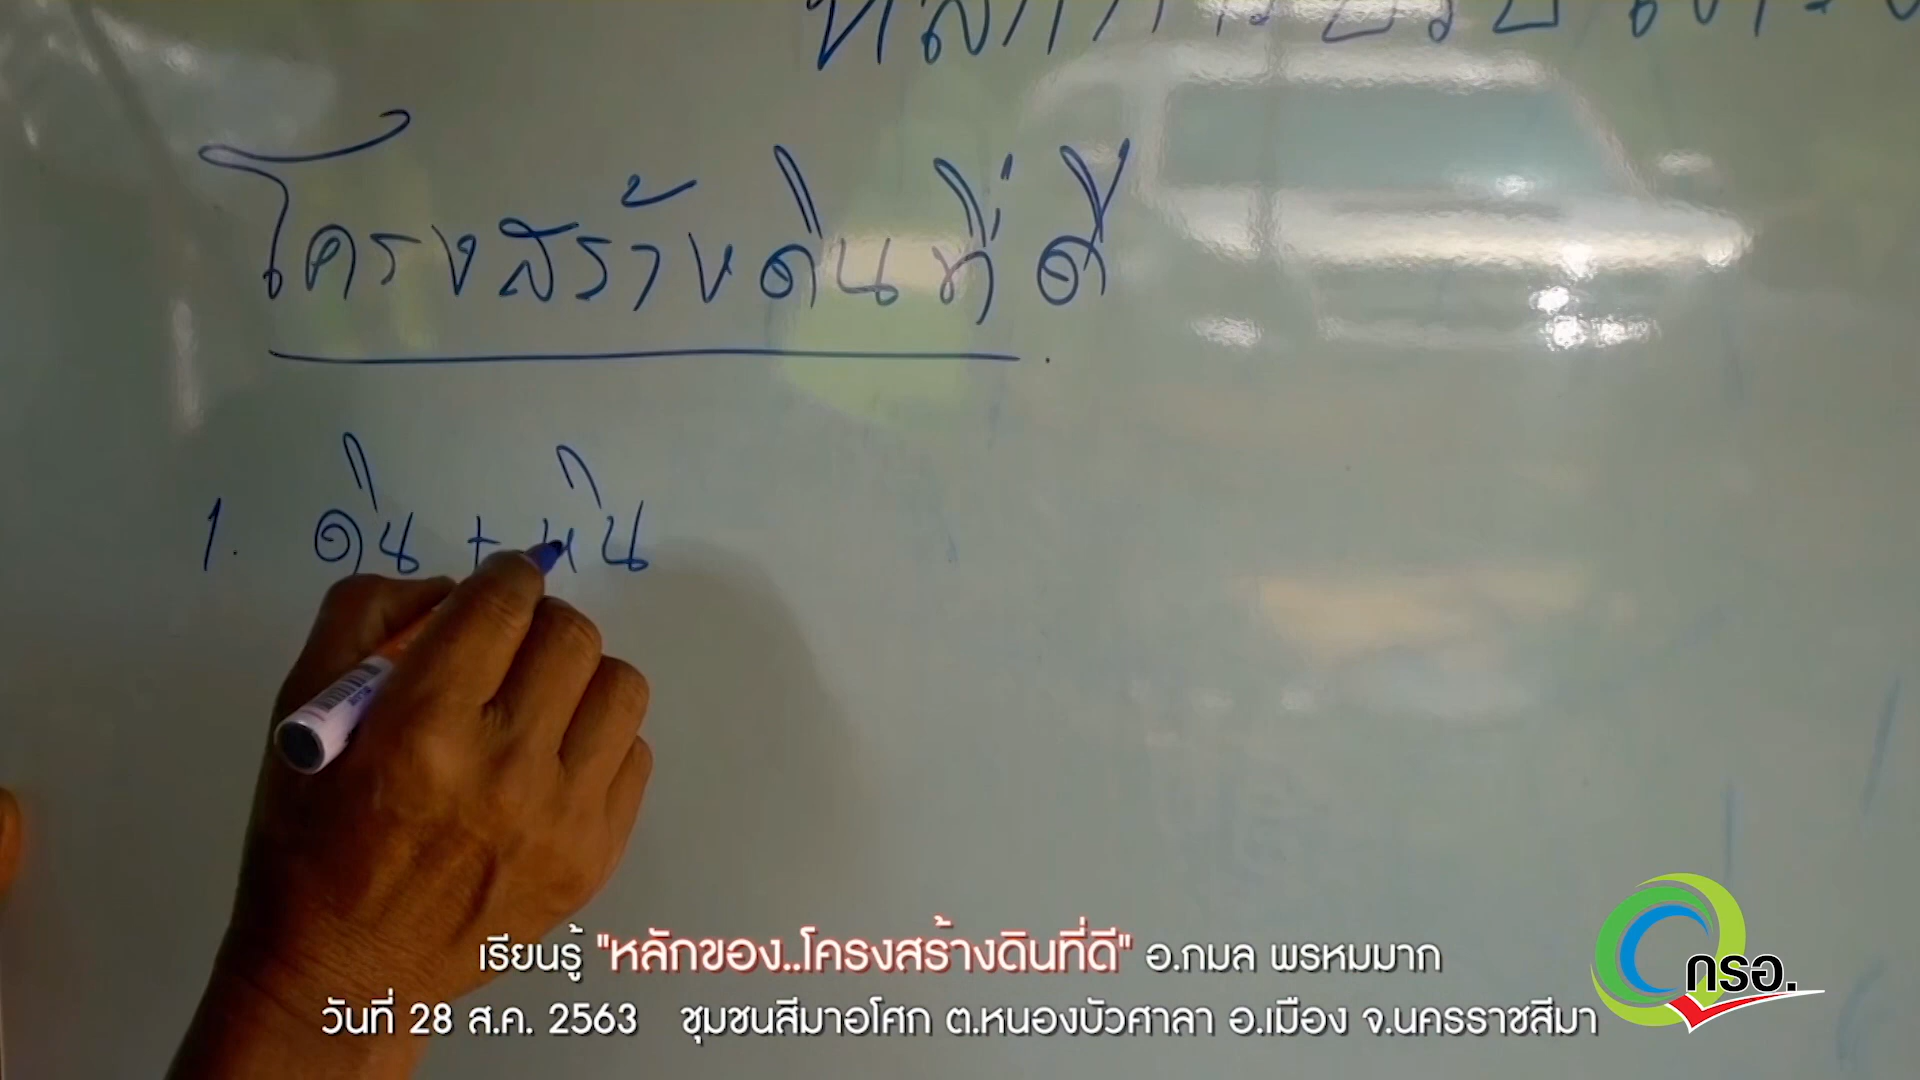 โครงสร้างดินที่ดี
1. ดิน + หิน
เรียนรู้ "หลักของ..โครงสร้างดินที่ดี" อ.กมล พรหมมาก
วันที่ 28 ส.ค. 2563 ชุมชนสีมาอโศก ต.หนองบัวศาลา อ.เมือง จ.นครราชสีมา
กรอ.